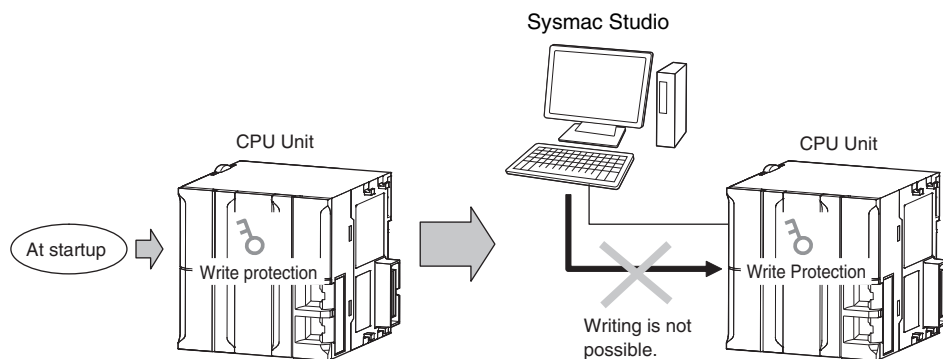 Sysmac Studio
CPU Unit
CPU Unit
At startup
Write protection
Write Protection
Writing is not
possible.